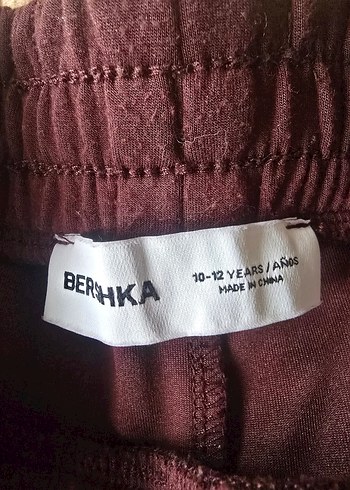 BERSHKA
10-12 YEARS / AÑOS
MADE IN CHINA